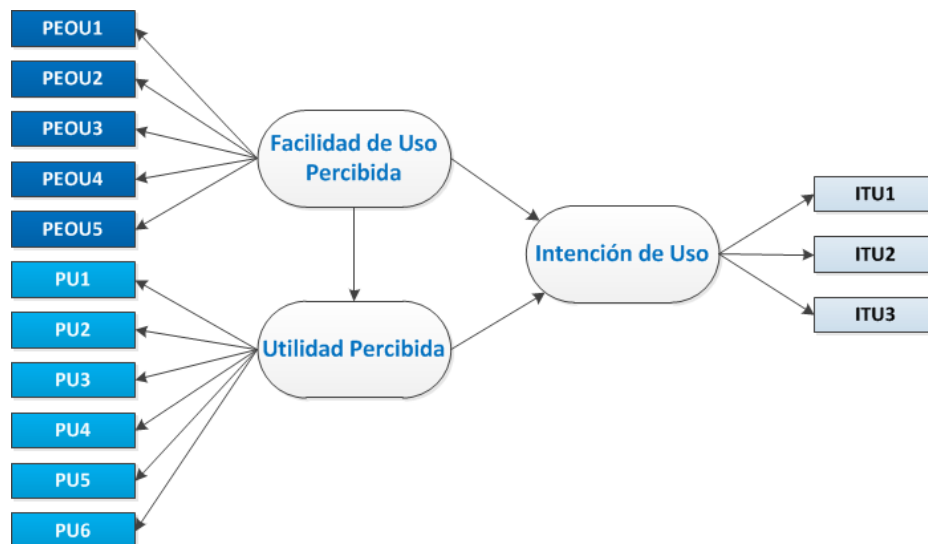 PEOU1
PEOU2
PEOU3
PEOU4
PEOU5
PU1
PU2
PU3
PU4
PU5
PU6
Facilidad de Uso
Percibida
Utilidad Percibida
Intención de Uso
ITU1
ITU2
ITU3